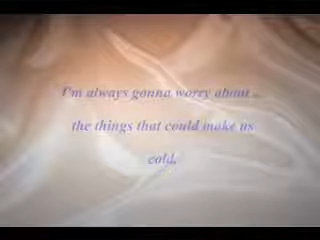 I'm always gonna worry about ..
the things that could make us
cold.